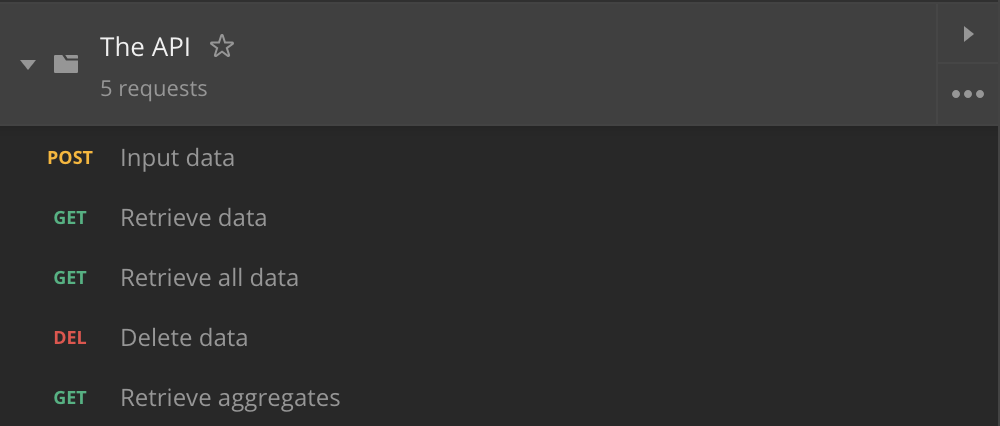 The API
5 requests
POST Input data
GET Retrieve data
GET Retrieve all data
DEL Delete data
GET Retrieve aggregates